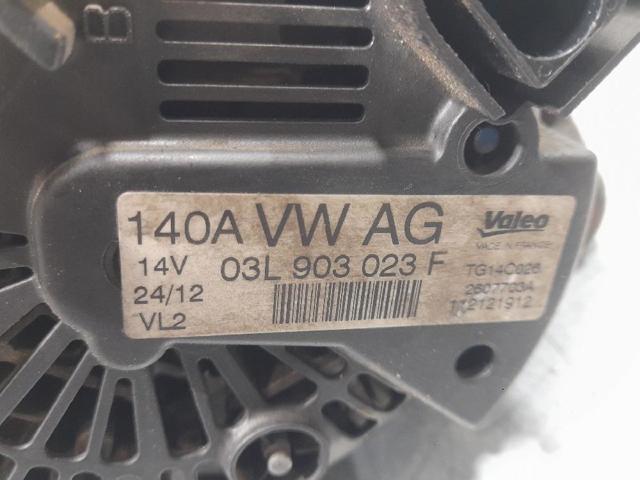 B
140A VW AG Valeo
MADE IN FRANCE
14V 03L 903 023 F TG14C026
24/12 2607703A
VL2 112121912